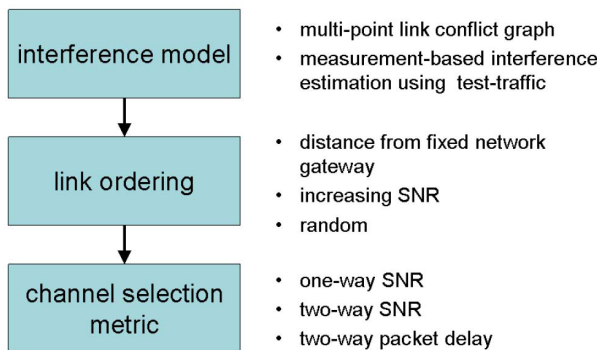 interference model
• multi-point link conflict graph
• measurement-based interference
estimation using test-traffic
link ordering
• distance from fixed network
gateway
• increasing SNR
• random
channel selection
metric
• one-way SNR
• two-way SNR
• two-way packet delay